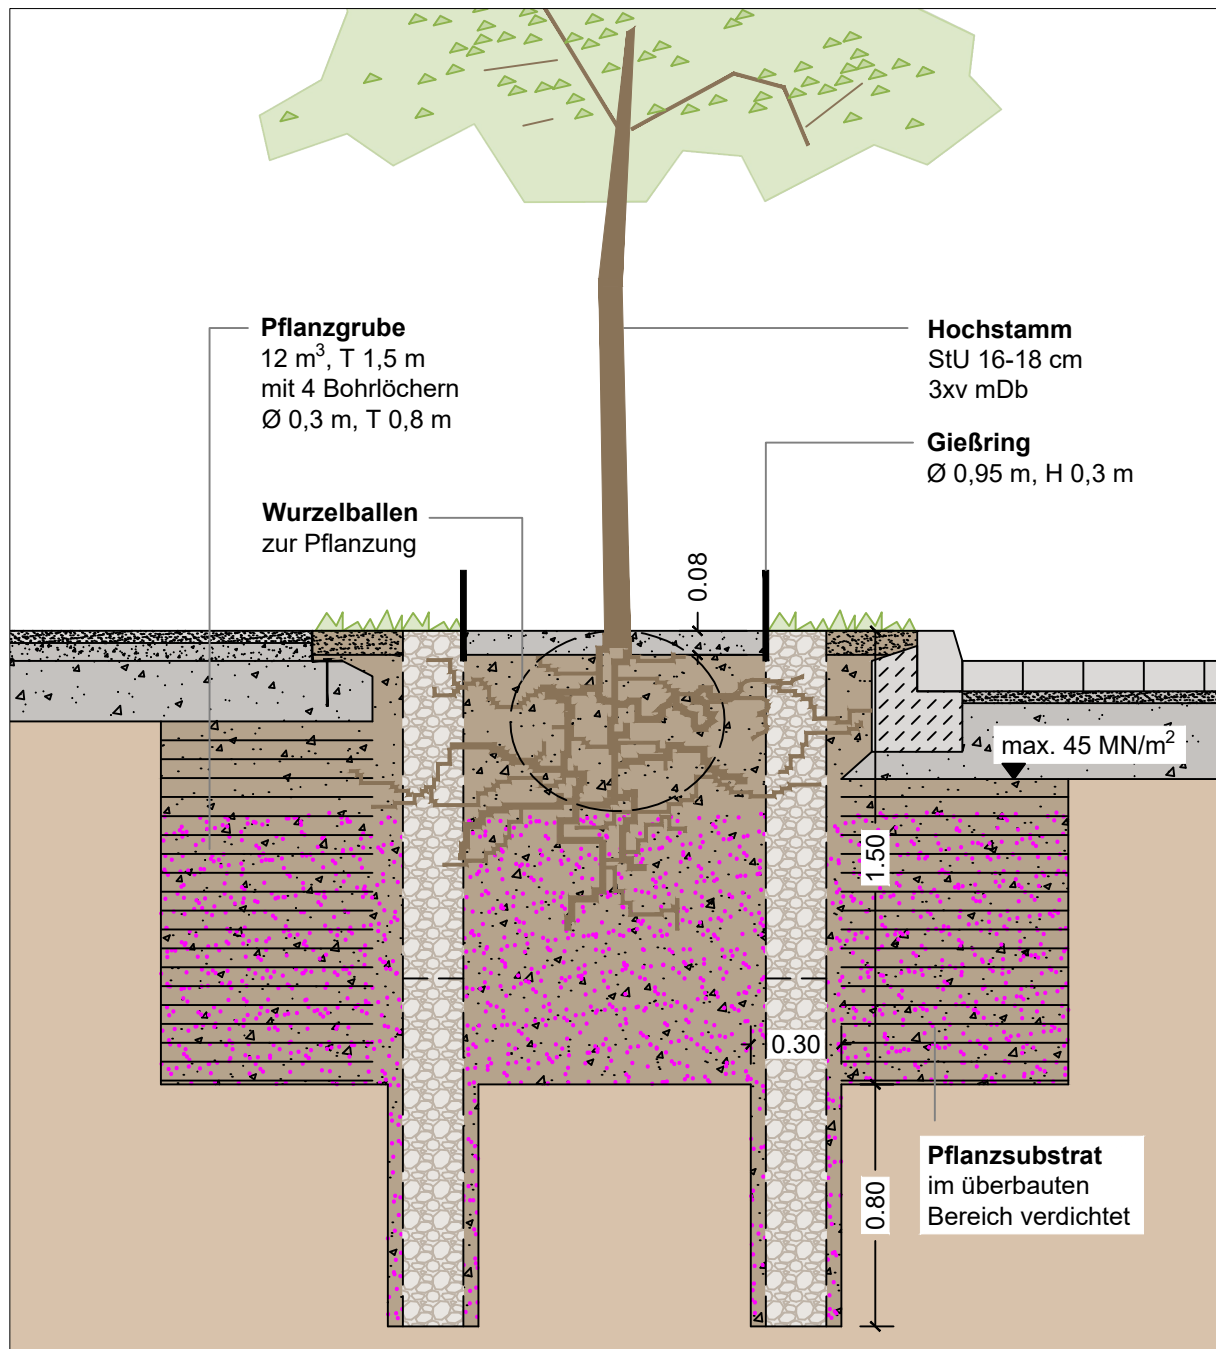 Pflanzgrube
12 m³, T 1,5 m
mit 4 Bohrlöchern
Ø 0,3 m, T 0,8 m
Hochstamm
StU 16-18 cm
3xv mDb
Gießring
Ø 0,95 m, H 0,3 m
Wurzelballen
zur Pflanzung
0.08
max. 45 MN/m²
1.50
0.30
Pflanzsubstrat
im überbauten
Bereich verdichtet
0.80